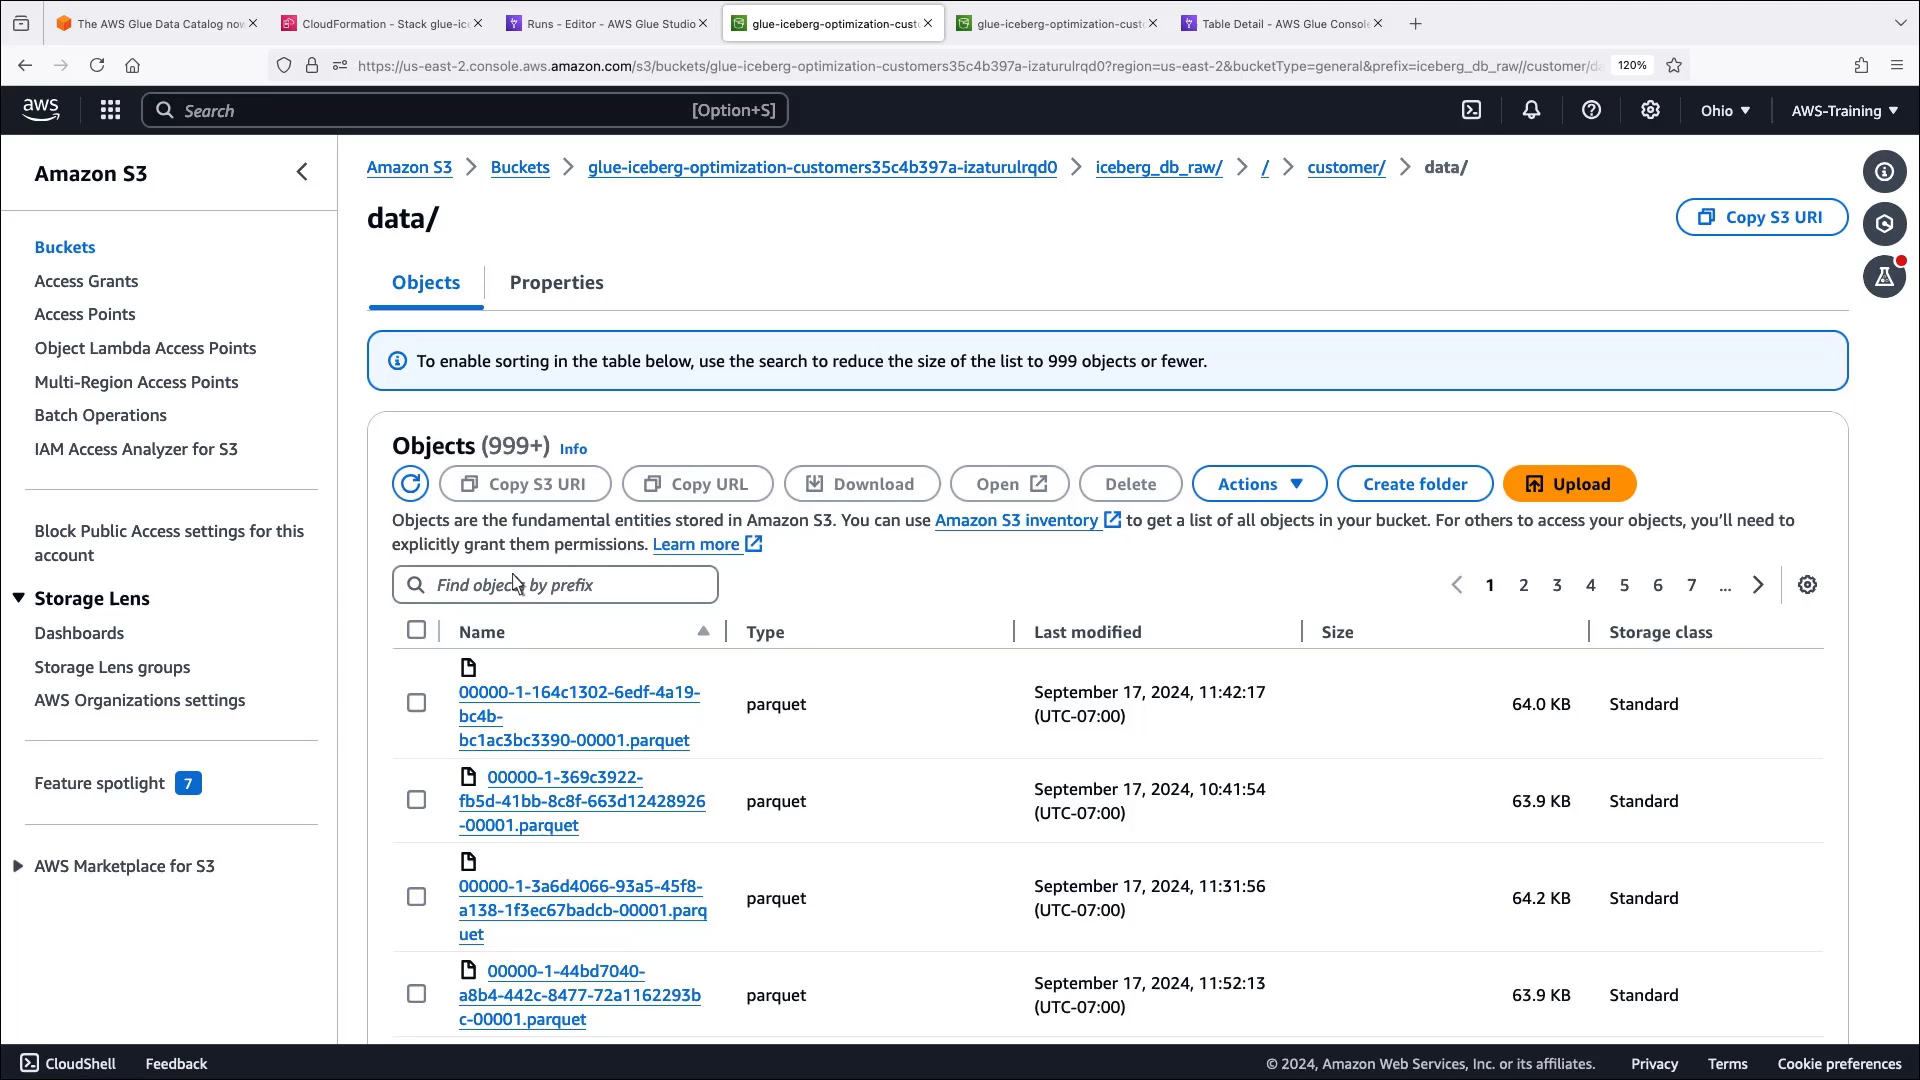 The AWS Glue Data Catalog now
CloudFormation - Stack glue-ic
Runs - Editor - AWS Glue Studio
glue-iceberg-optimization-custo
glue-iceberg-optimization-custo
Table Detail - AWS Glue Console
https://us-east-2.console.aws.amazon.com/s3/buckets/glue-iceberg-optimization-customers35c4b397a-izaturulrqd0?region=us-east-2&bucketType=general&prefix=iceberg_db_raw//customer/da
120%
aws
Search
[Option+S]
Ohio
AWS-Training
Amazon S3
Buckets
Access Grants
Access Points
Object Lambda Access Points
Multi-Region Access Points
Batch Operations
IAM Access Analyzer for S3
Block Public Access settings for this
account
Storage Lens
Dashboards
Storage Lens groups
AWS Organizations settings
Feature spotlight 7
AWS Marketplace for S3
Amazon S3 > Buckets > glue-iceberg-optimization-customers35c4b397a-izaturulrqd0 > iceberg_db_raw/ > / > customer/ > data/
data/
Copy S3 URI
Objects
Properties
To enable sorting in the table below, use the search to reduce the size of the list to 999 objects or fewer.
Objects (999+) Info
Copy S3 URI
Copy URL
Download
Open
Delete
Actions
Create folder
Upload
Objects are the fundamental entities stored in Amazon S3. You can use Amazon S3 inventory to get a list of all objects in your bucket. For others to access your objects, you'll need to
explicitly grant them permissions. Learn more
Find objects by prefix
1 2 3 4 5 6 7 ...
Name Type Last modified Size Storage class
00000-1-164c1302-6edf-4a19-
bc4b-
bc1ac3bc3390-00001.parquet
parquet
September 17, 2024, 11:42:17
(UTC-07:00)
64.0 KB
Standard
00000-1-369c3922-
fb5d-41bb-8c8f-663d12428926
-00001.parquet
parquet
September 17, 2024, 10:41:54
(UTC-07:00)
63.9 KB
Standard
00000-1-3a6d4066-93a5-45f8-
a138-1f3ec67badcb-00001.parq
uet
parquet
September 17, 2024, 11:31:56
(UTC-07:00)
64.2 KB
Standard
00000-1-44bd7040-
a8b4-442c-8477-72a1162293b
c-00001.parquet
parquet
September 17, 2024, 11:52:13
(UTC-07:00)
63.9 KB
Standard
CloudShell
Feedback
© 2024, Amazon Web Services, Inc. or its affiliates.
Privacy
Terms
Cookie preferences